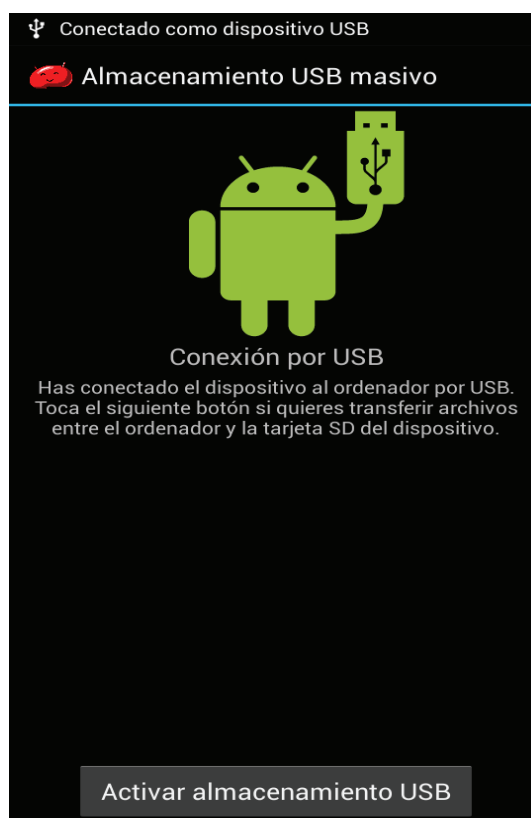 Conectado como dispositivo USB
Almacenamiento USB masivo
Conexión por USB
Has conectado el dispositivo al ordenador por USB.
Toca el siguiente botón si quieres transferir archivos
entre el ordenador y la tarjeta SD del dispositivo.
Activar almacenamiento USB